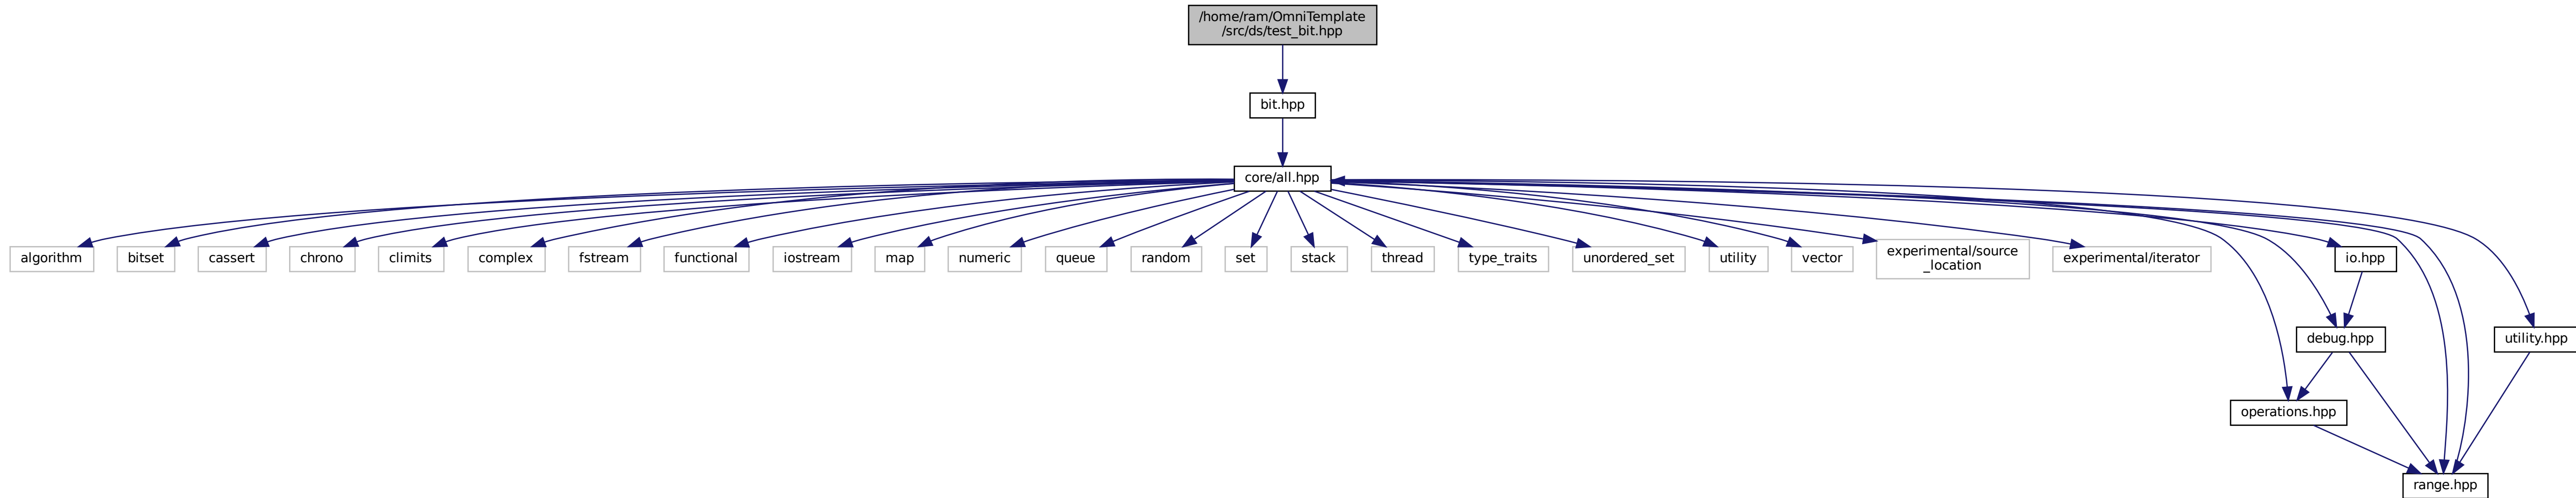 /home/ram/OmniTemplate
/src/ds/test_bit.hpp
bit.hpp
core/all.hpp
algorithm
bitset
cassert
chrono
climits
complex
fstream
functional
iostream
map
numeric
queue
random
set
stack
thread
type_traits
unordered_set
utility
vector
experimental/source
_location
experimental/iterator
io.hpp
debug.hpp
utility.hpp
operations.hpp
range.hpp